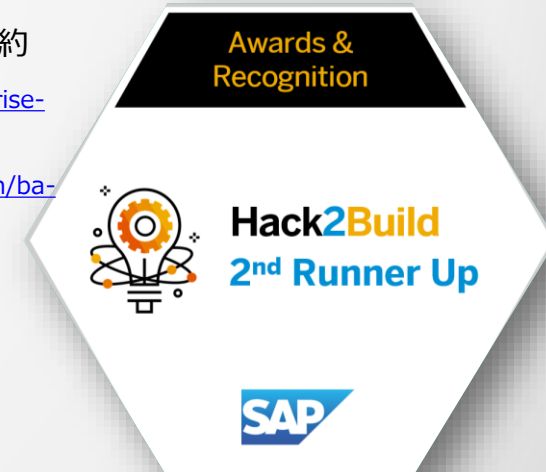 約
rise-
n/ba-
Awards &
Recognition
Hack2Build
2nd Runner Up
SAP